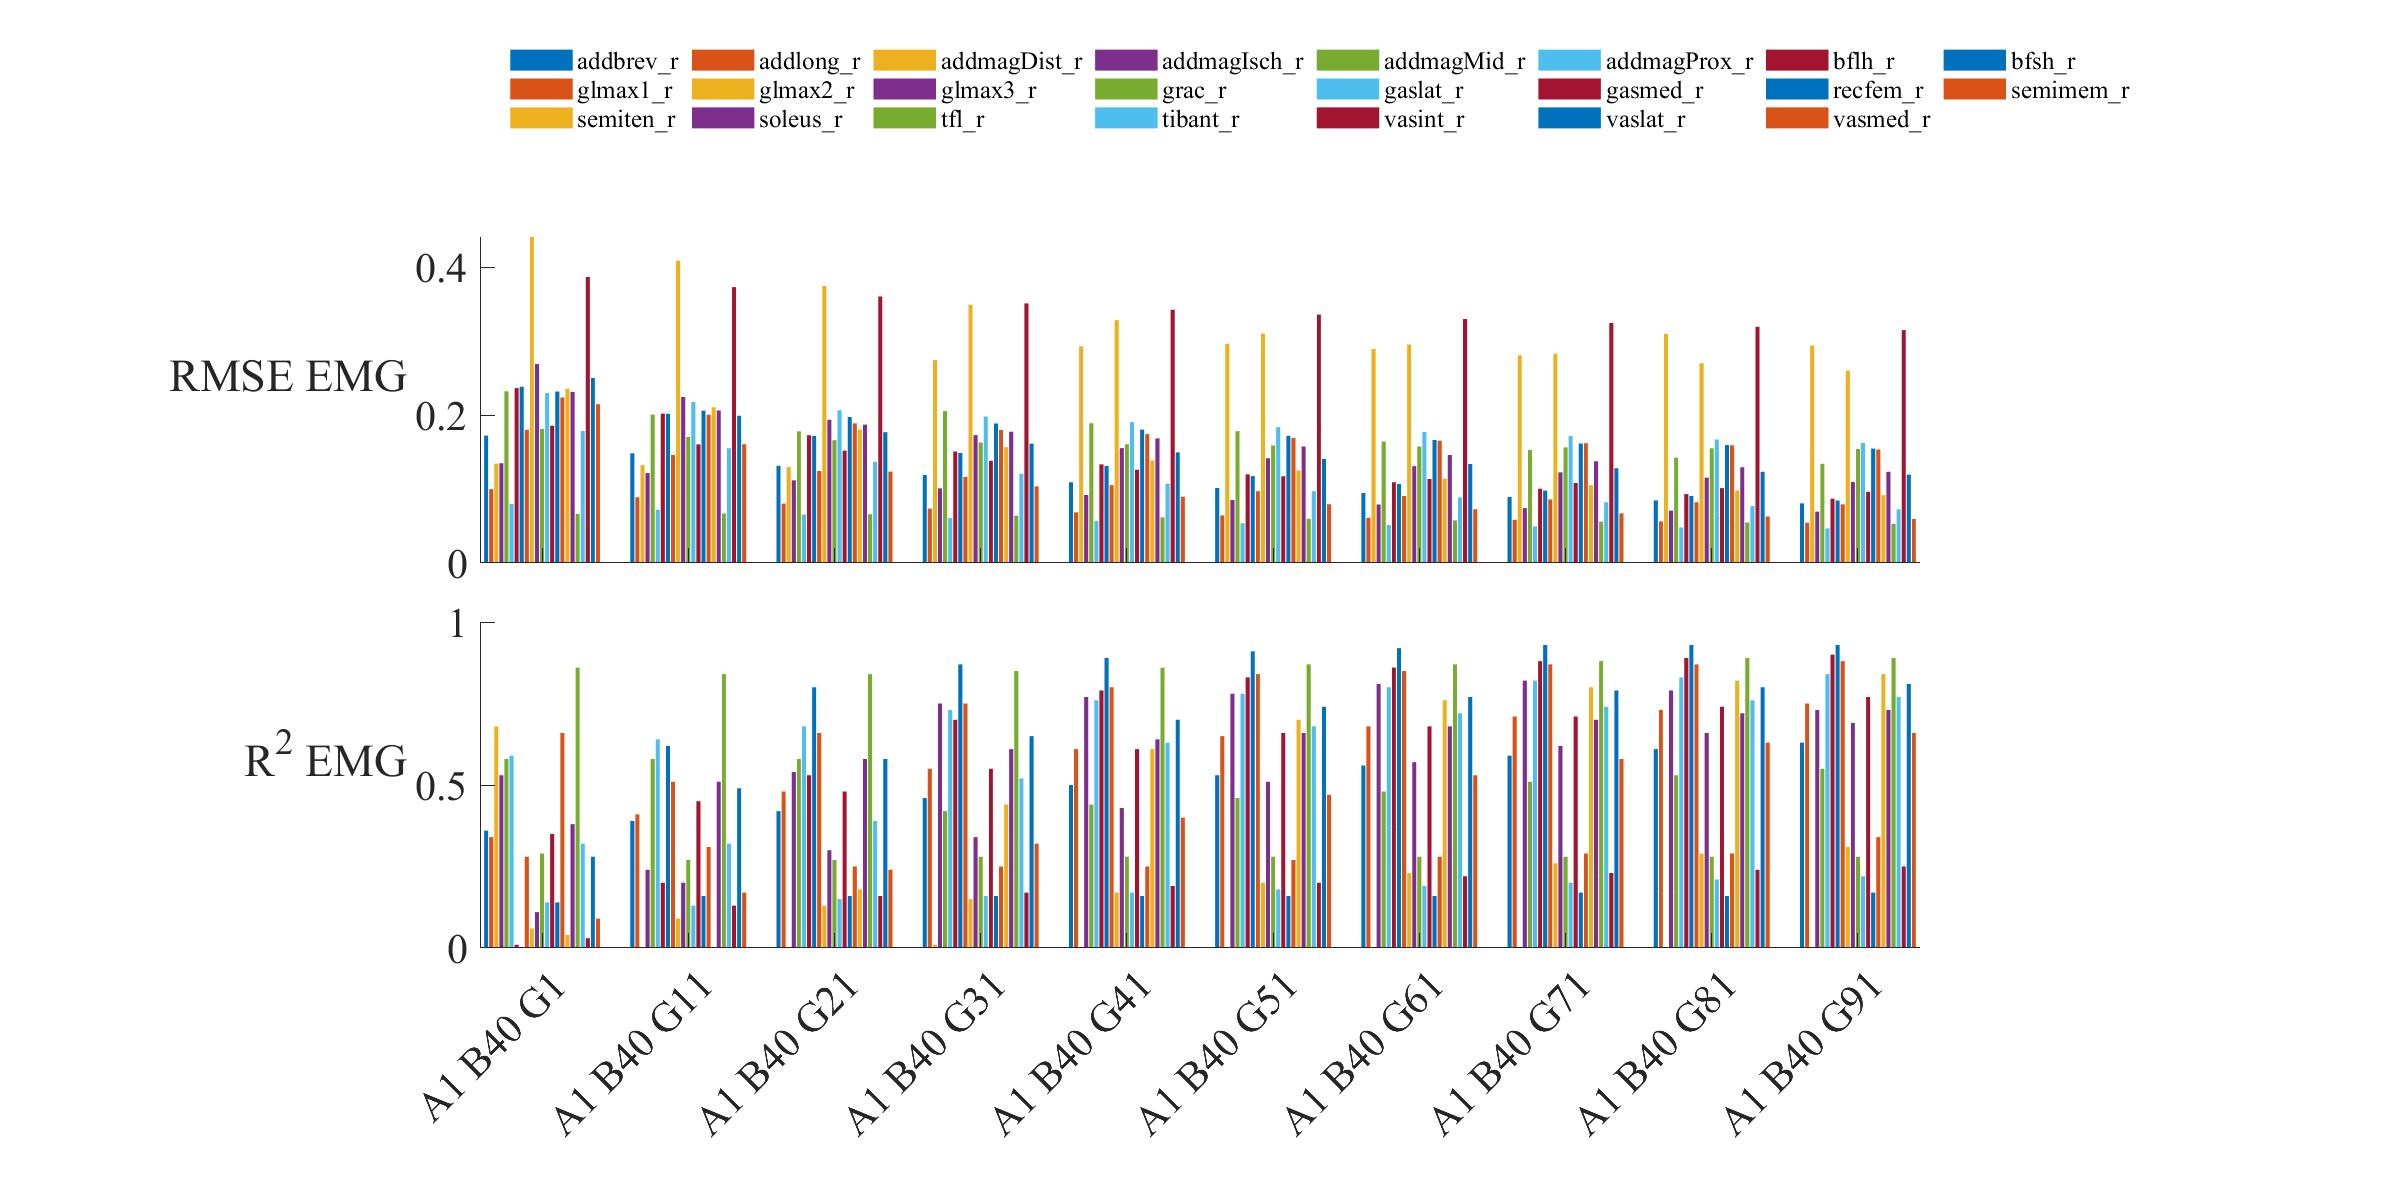 addbrev_r addlong_r addmagDist_r addmagIsch_r addmagMid_r addmagProx_r bflh_r bfsh_r
glmax1_r glmax2_r glmax3_r grac_r gaslat_r gasmed_r recfem_r semimem_r
semiten_r soleus_r tfl_r tibant_r vasint_r vaslat_r vasmed_r
0.4
RMSE EMG
0.2
0
1
R² EMG
0.5
0
A1 B40 G1
A1 B40 G11
A1 B40 G21
A1 B40 G31
A1 B40 G41
A1 B40 G51
A1 B40 G61
A1 B40 G71
A1 B40 G81
A1 B40 G91